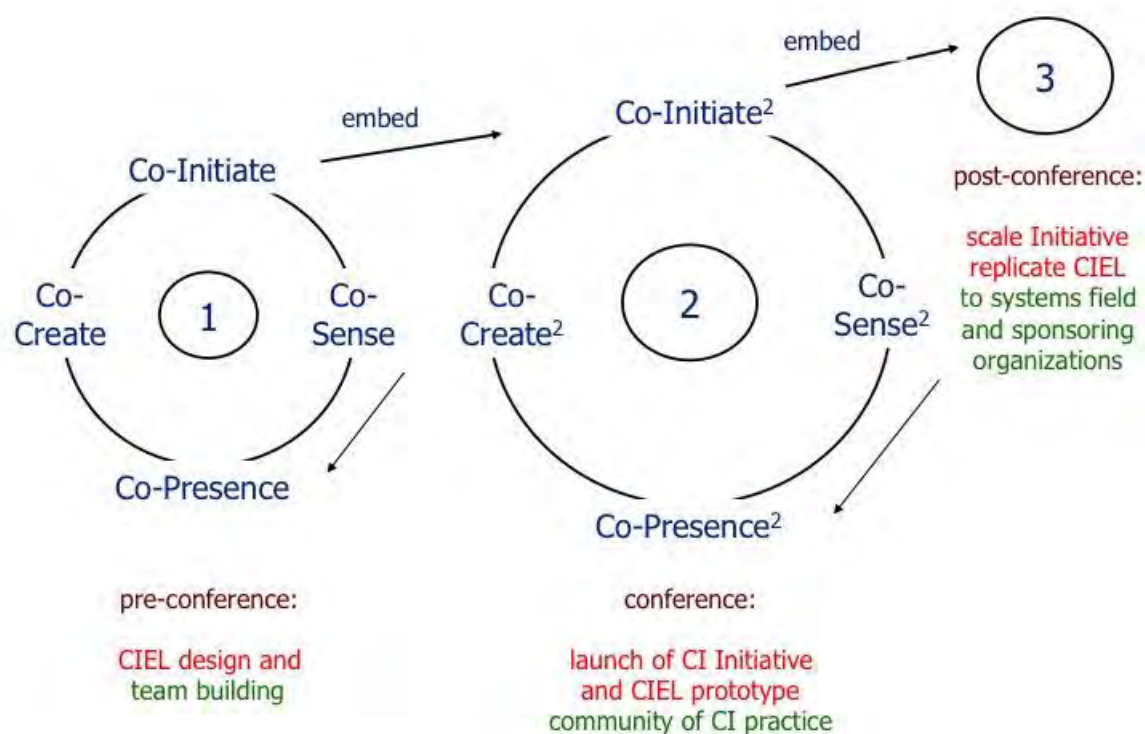 embed
3
embed
Co-Initiate²
Co-Initiate
post-conference:
scale Initiative
replicate CIEL
to systems field
and sponsoring
organizations
Co-
Create
1
Co-
Sense
Co-
Create²
2
Co-
Sense²
Co-Presence
Co-Presence²
pre-conference:
CIEL design and
team building
conference:
launch of CI Initiative
and CIEL prototype
community of CI practice